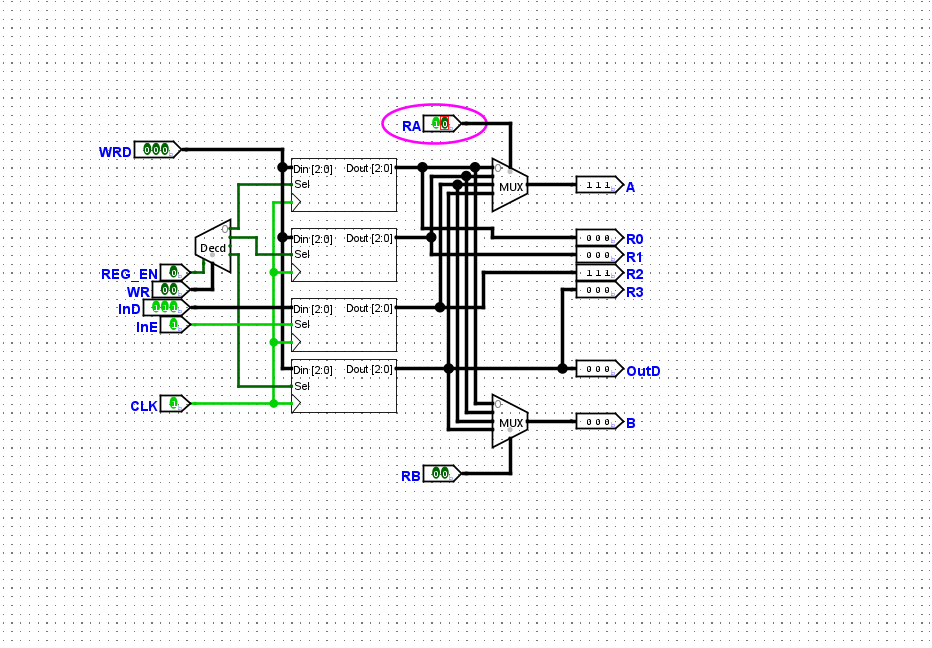 RA 10
WRD 000
Din [2:0] Dout [2:0]
Sel
0
MUX
111 A
Din [2:0] Dout [2:0]
Sel
0
Decd
000 R0
000 R1
REG_EN 0
111 R2
WR 00
000 R3
InD 111
Din [2:0] Dout [2:0]
InE 1
Sel
Din [2:0] Dout [2:0]
000 OutD
Sel
CLK 1
0
MUX
000 B
RB 00